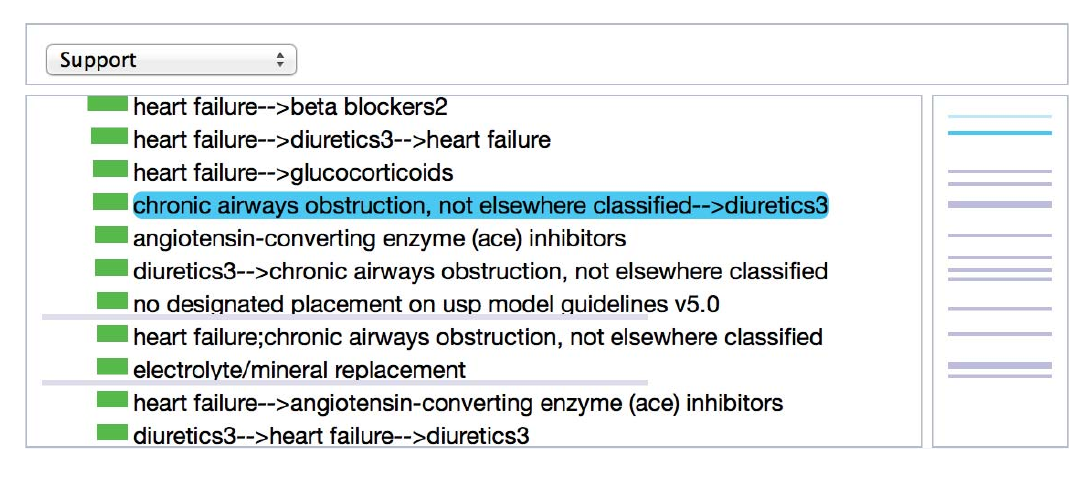 Support
heart failure-->beta blockers2
heart failure-->diuretics3-->heart failure
heart failure-->glucocorticoids
chronic airways obstruction, not elsewhere classified-->diuretics3
angiotensin-converting enzyme (ace) inhibitors
diuretics3-->chronic airways obstruction, not elsewhere classified
no designated placement on usp model guidelines v5.0
heart failure;chronic airways obstruction, not elsewhere classified
electrolyte/mineral replacement
heart failure-->angiotensin-converting enzyme (ace) inhibitors
diuretics3-->heart failure-->diuretics3